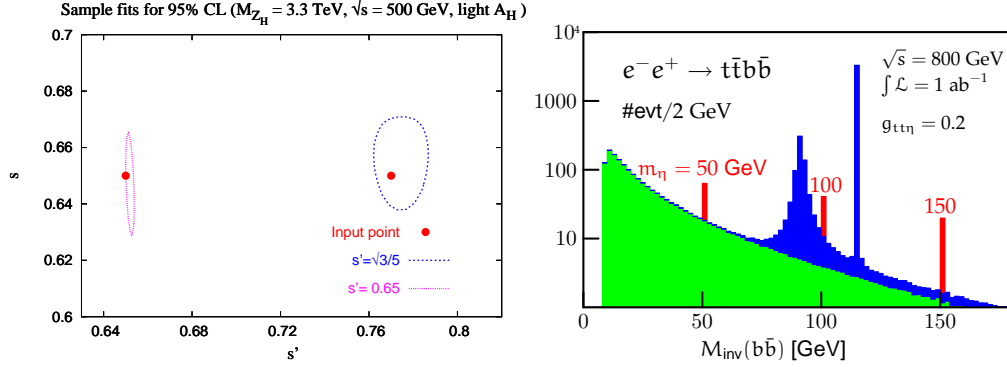 Sample fits for 95% CL (M_{Z_H} = 3.3 TeV, √s = 500 GeV, light A_H)
0.7
0.68
0.66
0.64
0.62
0.6
s
Input point
s'=√3/5
s'= 0.65
0.64
0.68
0.72
0.76
0.8
s'
10⁴
1000
100
10
e⁻e⁺ → tt̄bb̄
#evt/2 GeV
√s = 800 GeV
∫ℒ = 1 ab⁻¹
g_{ttη} = 0.2
m_η = 50 GeV
100
150
0
50
100
150
M_inv(bb̄) [GeV]